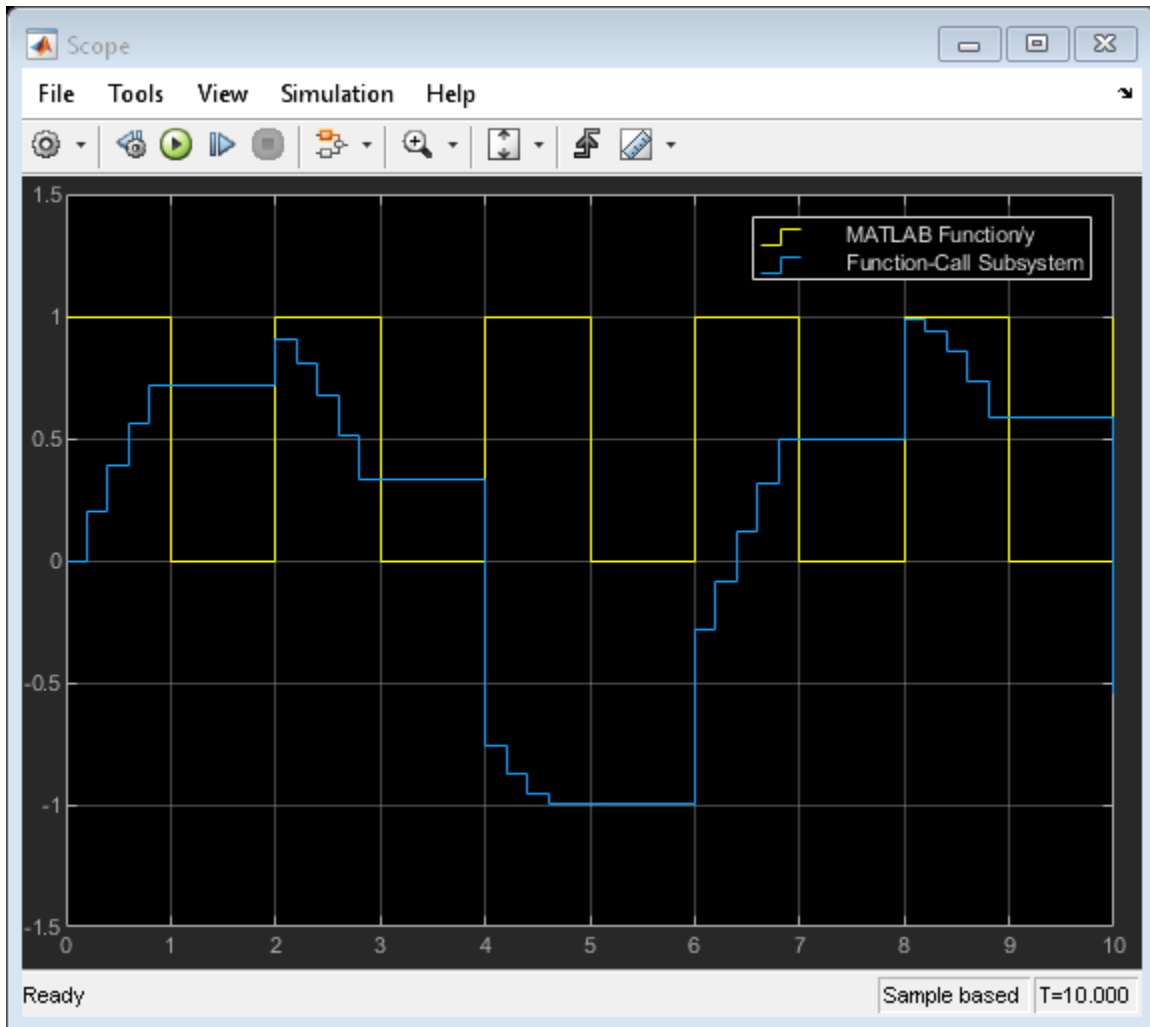 Scope
File Tools View Simulation Help
1.5
MATLAB Function/y
Function-Call Subsystem
1
0.5
0
-0.5
-1
-1.5
0 1 2 3 4 5 6 7 8 9 10
Ready Sample based T=10.000